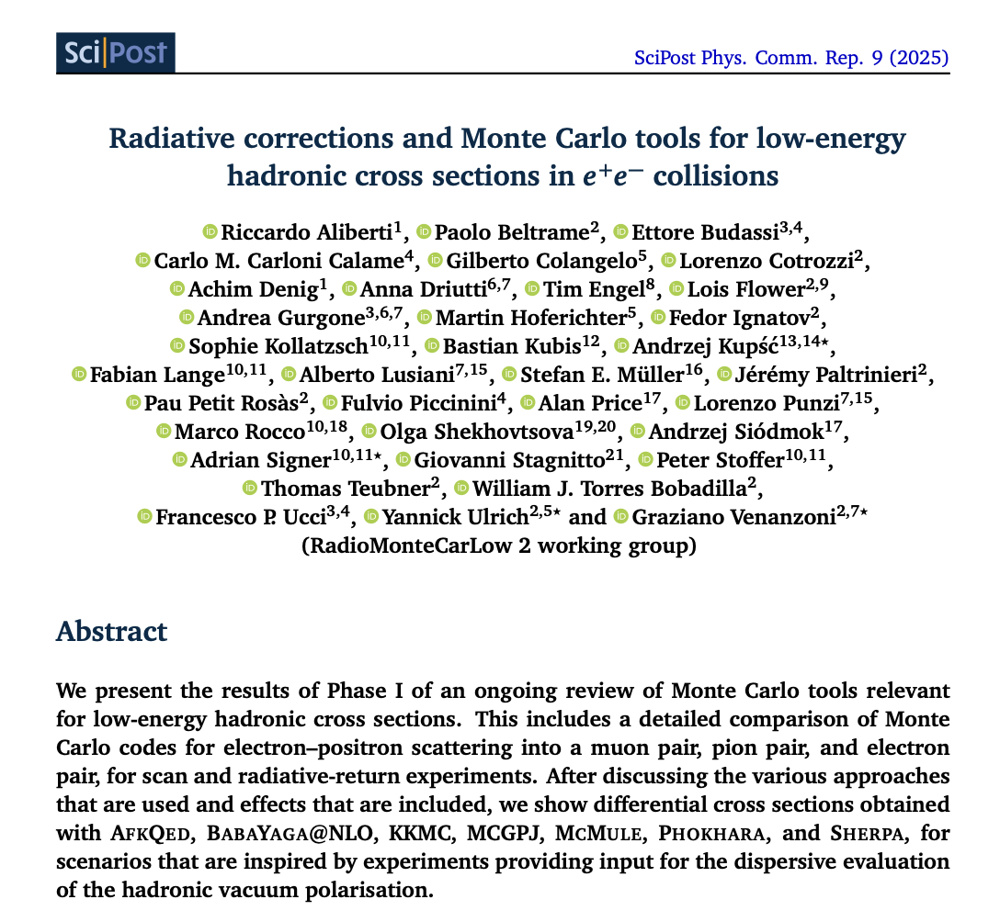 Sci|Post
SciPost Phys. Comm. Rep. 9 (2025)
Radiative corrections and Monte Carlo tools for low-energy
hadronic cross sections in e⁺e⁻ collisions
Riccardo Aliberti¹, Paolo Beltrame², Ettore Budassi³,⁴,
Carlo M. Carloni Calame⁴, Gilberto Colangelo⁵, Lorenzo Cotrozzi²,
Achim Denig¹, Anna Driutti⁶,⁷, Tim Engel⁸, Lois Flower²,⁹,
Andrea Gurgone³,⁶,⁷, Martin Hoferichter⁵, Fedor Ignatov²,
Sophie Kollatzsch¹⁰,¹¹, Bastian Kubis¹², Andrzej Kupść¹³,¹⁴⋆,
Fabian Lange¹⁰,¹¹, Alberto Lusiani⁷,¹⁵, Stefan E. Müller¹⁶, Jérémy Paltrinieri²,
Pau Petit Rosàs², Fulvio Piccinini⁴, Alan Price¹⁷, Lorenzo Punzi⁷,¹⁵,
Marco Rocco¹⁰,¹⁸, Olga Shekhovtsova¹⁹,²⁰, Andrzej Siódmok¹⁷,
Adrian Signer¹⁰,¹¹⋆, Giovanni Stagnitto²¹, Peter Stoffer¹⁰,¹¹,
Thomas Teubner², William J. Torres Bobadilla²,
Francesco P. Ucci³,⁴, Yannick Ulrich²,⁵⋆ and Graziano Venanzoni²,⁷⋆
(RadioMonteCarLow 2 working group)
Abstract
We present the results of Phase I of an ongoing review of Monte Carlo tools relevant
for low-energy hadronic cross sections. This includes a detailed comparison of Monte
Carlo codes for electron–positron scattering into a muon pair, pion pair, and electron
pair, for scan and radiative-return experiments. After discussing the various approaches
that are used and effects that are included, we show differential cross sections obtained
with AFKQED, BABAYAGA@NLO, KKMC, MCGPJ, MCMULE, PHOKHARA, and SHERPA, for
scenarios that are inspired by experiments providing input for the dispersive evaluation
of the hadronic vacuum polarisation.